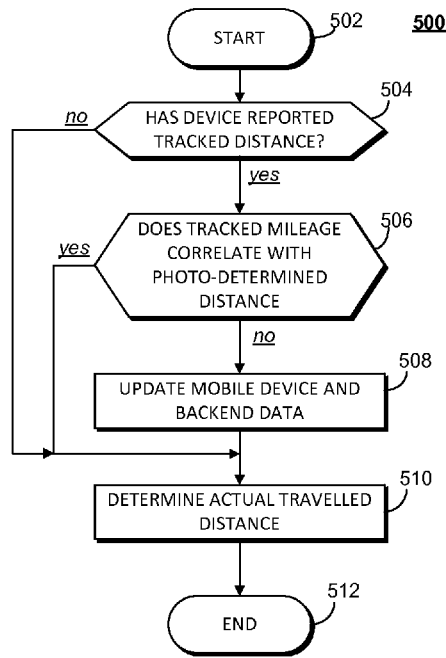 500
START
502
HAS DEVICE REPORTED
TRACKED DISTANCE?
504
no
yes
DOES TRACKED MILEAGE
CORRELATE WITH
PHOTO-DETERMINED
DISTANCE
506
yes
no
UPDATE MOBILE DEVICE AND
BACKEND DATA
508
DETERMINE ACTUAL TRAVELLED
DISTANCE
510
END
512